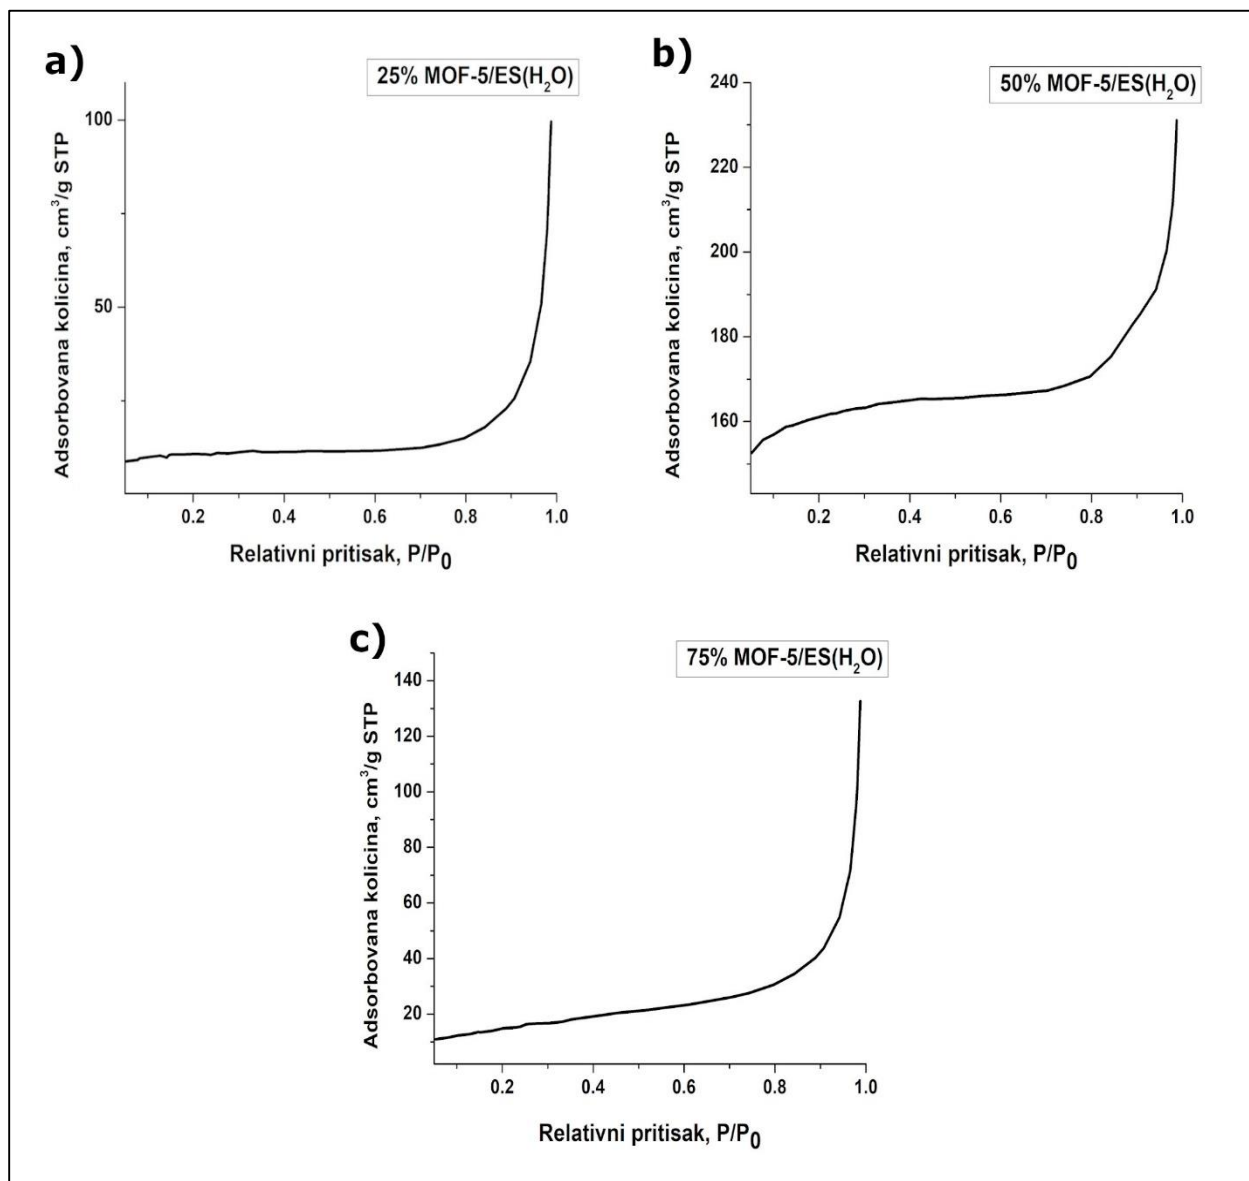 a)
25% MOF-5/ES(H₂O)
Adsorbovana kolicina, cm³/g STP
100
50
0.2 0.4 0.6 0.8 1.0
Relativni pritisak, P/P₀
b)
50% MOF-5/ES(H₂O)
Adsorbovana kolicina, cm³/g STP
240
220
200
180
160
0.2 0.4 0.6 0.8 1.0
Relativni pritisak, P/P₀
c)
75% MOF-5/ES(H₂O)
Adsorbovana kolicina, cm³/g STP
140
120
100
80
60
40
20
0.2 0.4 0.6 0.8 1.0
Relativni pritisak, P/P₀